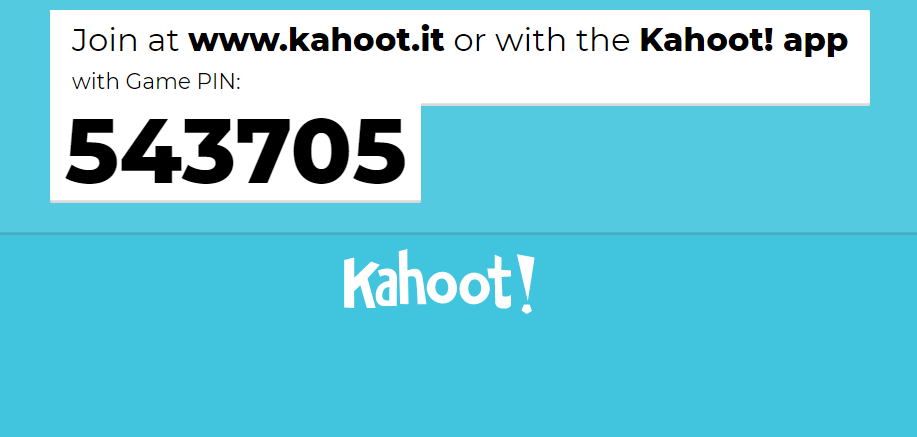 Join at www.kahoot.it or with the Kahoot! app
with Game PIN:
543705
Kahoot!